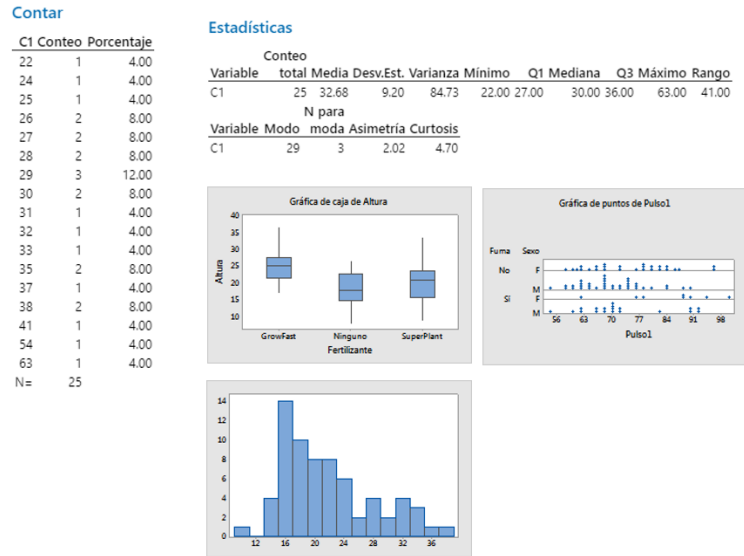 Contar
C1 Conteo Porcentaje
22 1 4.00
24 1 4.00
25 1 4.00
26 2 8.00
27 2 8.00
28 2 8.00
29 3 12.00
30 2 8.00
31 1 4.00
32 1 4.00
33 1 4.00
35 2 8.00
37 1 4.00
38 2 8.00
41 1 4.00
54 1 4.00
63 1 4.00
N= 25
Estadísticas
Conteo
Variable total Media Desv.Est. Varianza Mínimo Q1 Mediana Q3 Máximo Rango
C1 25 32.68 9.20 84.73 22.00 27.00 30.00 36.00 63.00 41.00
N para
Variable Modo moda Asimetría Curtosis
C1 29 3 2.02 4.70
Gráfica de caja de Altura
40
35
30
25
20
15
10
Altura
GrowFast Ninguno SuperPlant
Fertilizante
Gráfica de puntos de Pulso1
Fuma Sexo
No F
M
Sí F
M
56 63 70 77 84 91 98
Pulso1
14
12
10
8
6
4
2
0
12 16 20 24 28 32 36